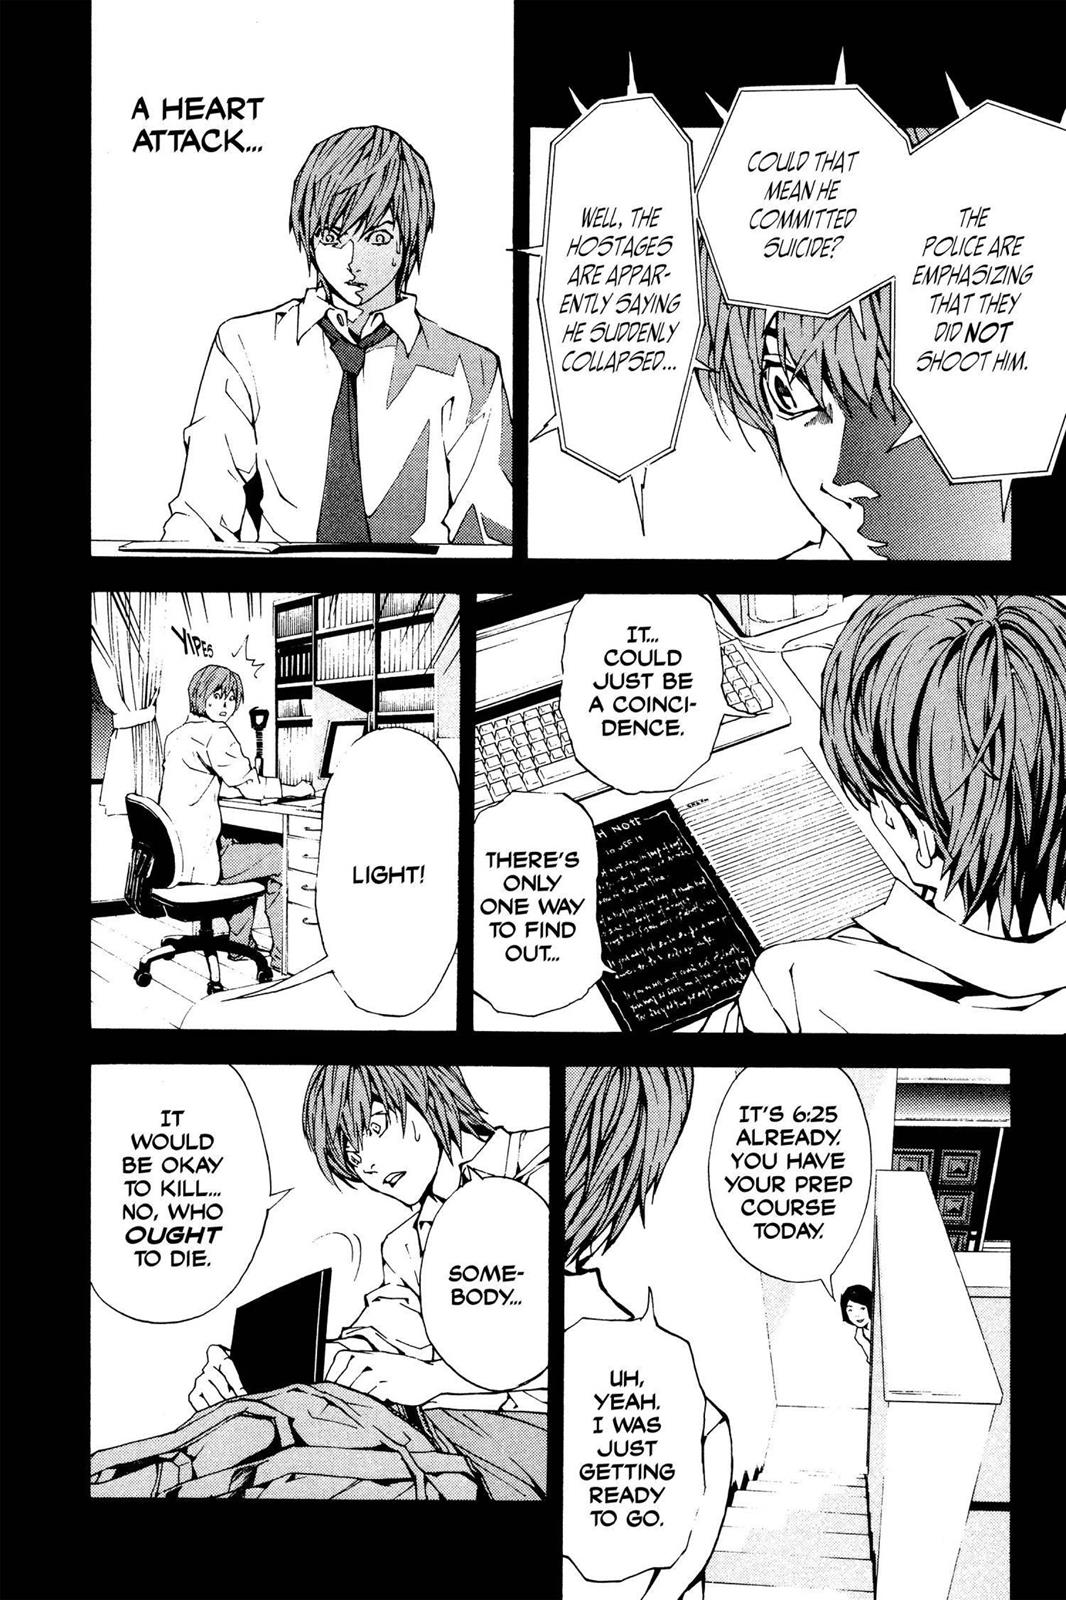 THE
POLICE ARE
EMPHASIZING
THAT THEY
DID NOT
SHOOT HIM.
COULD THAT
MEAN HE
COMMITTED
SUICIDE?
WELL, THE
HOSTAGES
ARE APPAR-
ENTLY SAYING
HE SUDDENLY
COLLAPSED...
A HEART
ATTACK...
IT...
COULD
JUST BE
A COINCI-
DENCE.
THERE'S
ONLY
ONE WAY
TO FIND
OUT...
H NOTE
LIGHT!
YIPES
IT'S 6:25
ALREADY.
YOU HAVE
YOUR PREP
COURSE
TODAY.
UH,
YEAH.
I WAS
JUST
GETTING
READY
TO GO.
SOME-
BODY...
IT
WOULD
BE OKAY
TO KILL...
NO, WHO
OUGHT
TO DIE.